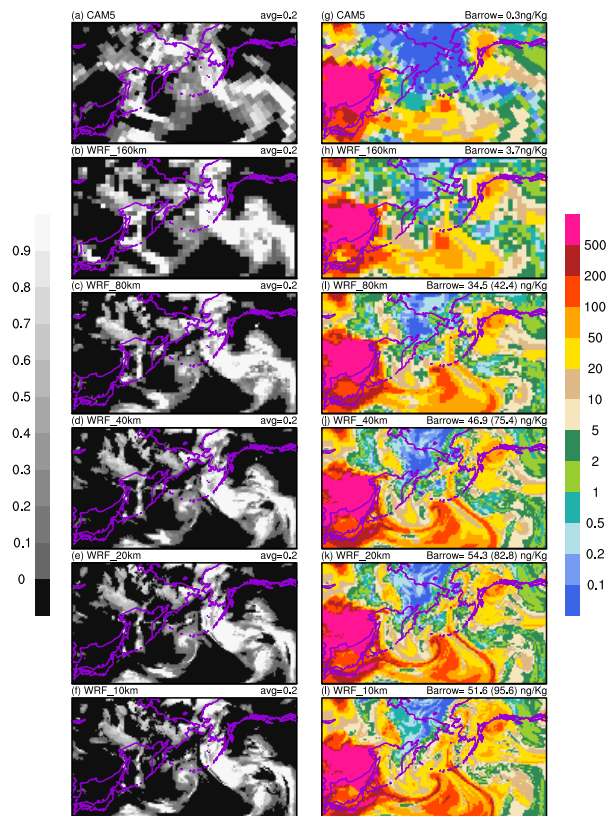 (a) CAM5 avg=0.2
(g) CAM5 Barrow= 0.3ng/Kg
(b) WRF_160km avg=0.2
(h) WRF_160km Barrow= 3.7ng/Kg
(c) WRF_80km avg=0.2
(I) WRF_80km Barrow= 34.5 (42.4) ng/Kg
(d) WRF_40km avg=0.2
(j) WRF_40km Barrow= 46.9 (75.4) ng/Kg
(e) WRF_20km avg=0.2
(k) WRF_20km Barrow= 54.3 (82.8) ng/Kg
(f) WRF_10km avg=0.2
(l) WRF_10km Barrow= 51.6 (95.6) ng/Kg
0.9
0.8
0.7
0.6
0.5
0.4
0.3
0.2
0.1
0
500
200
100
50
20
10
5
2
1
0.5
0.2
0.1